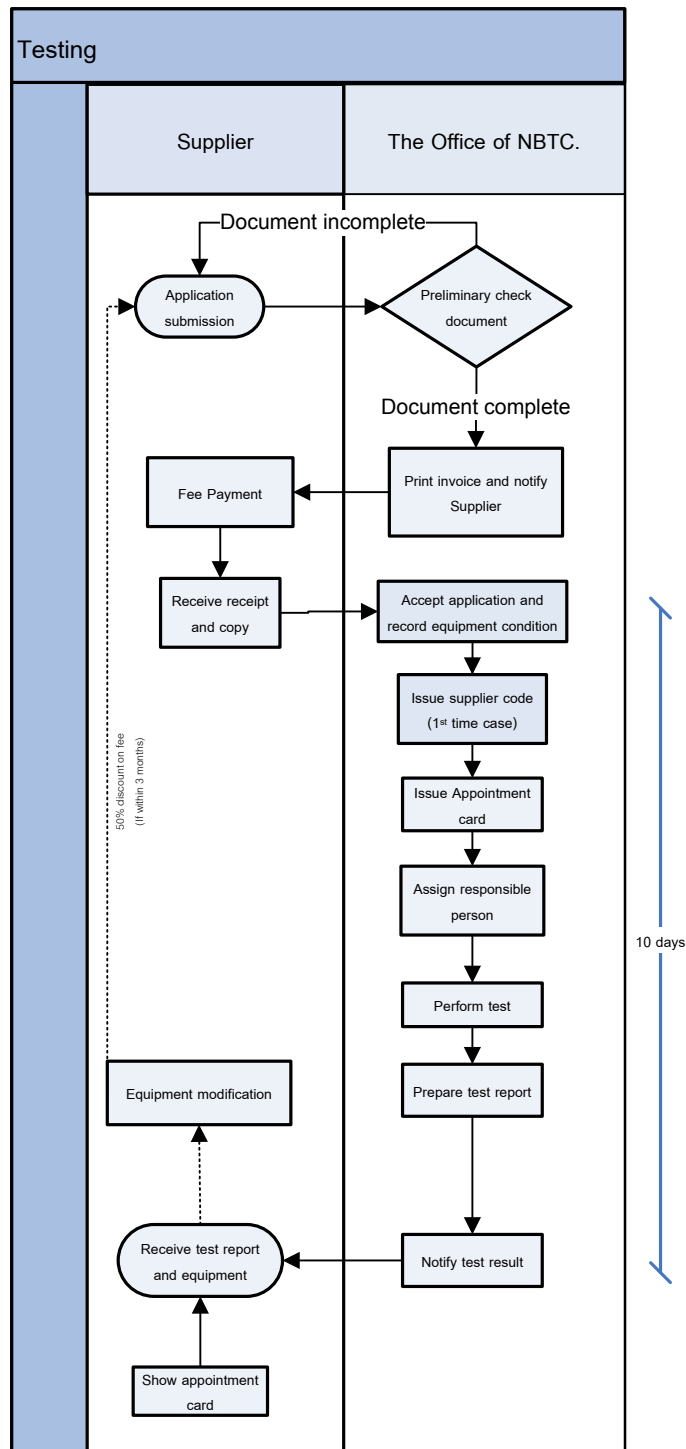 Testing
Supplier
The Office of NBTC.
Document incomplete
Application
submission
Preliminary check
document
Document complete
Print invoice and notify
Supplier
Fee Payment
Receive receipt
and copy
Accept application and
record equipment condition
Issue supplier code
(1st time case)
Issue Appointment
card
Assign responsible
person
50% discount on fee
(If within 3 months)
10 days
Perform test
Equipment modification
Prepare test report
Receive test report
and equipment
Notify test result
Show appointment
card